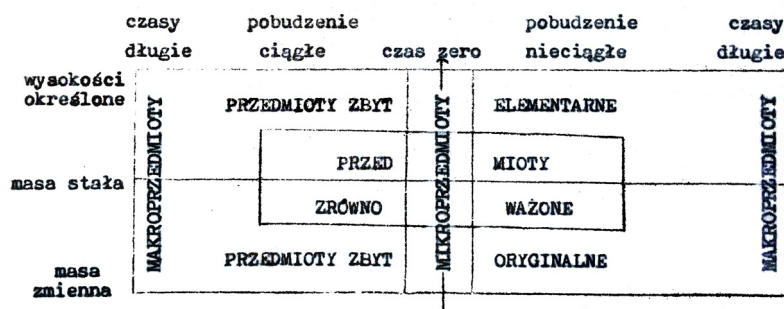 czasy pobudzenie pobudzenie czasy
długie ciągłe czas zero nieciągłe długie
wysokości
określone
PRZEDMIOTY ZBYT ELEMENTARNE
PRZED MIOTY
masa stała
ZRÓWNO WAŻONE
PRZEDMIOTY ZBYT ORYGINALNE
masa
zmienna
MAKROPRZEDMIOTY
MIKROPRZEDMIOTY
MAKROPRZEDMIOTY